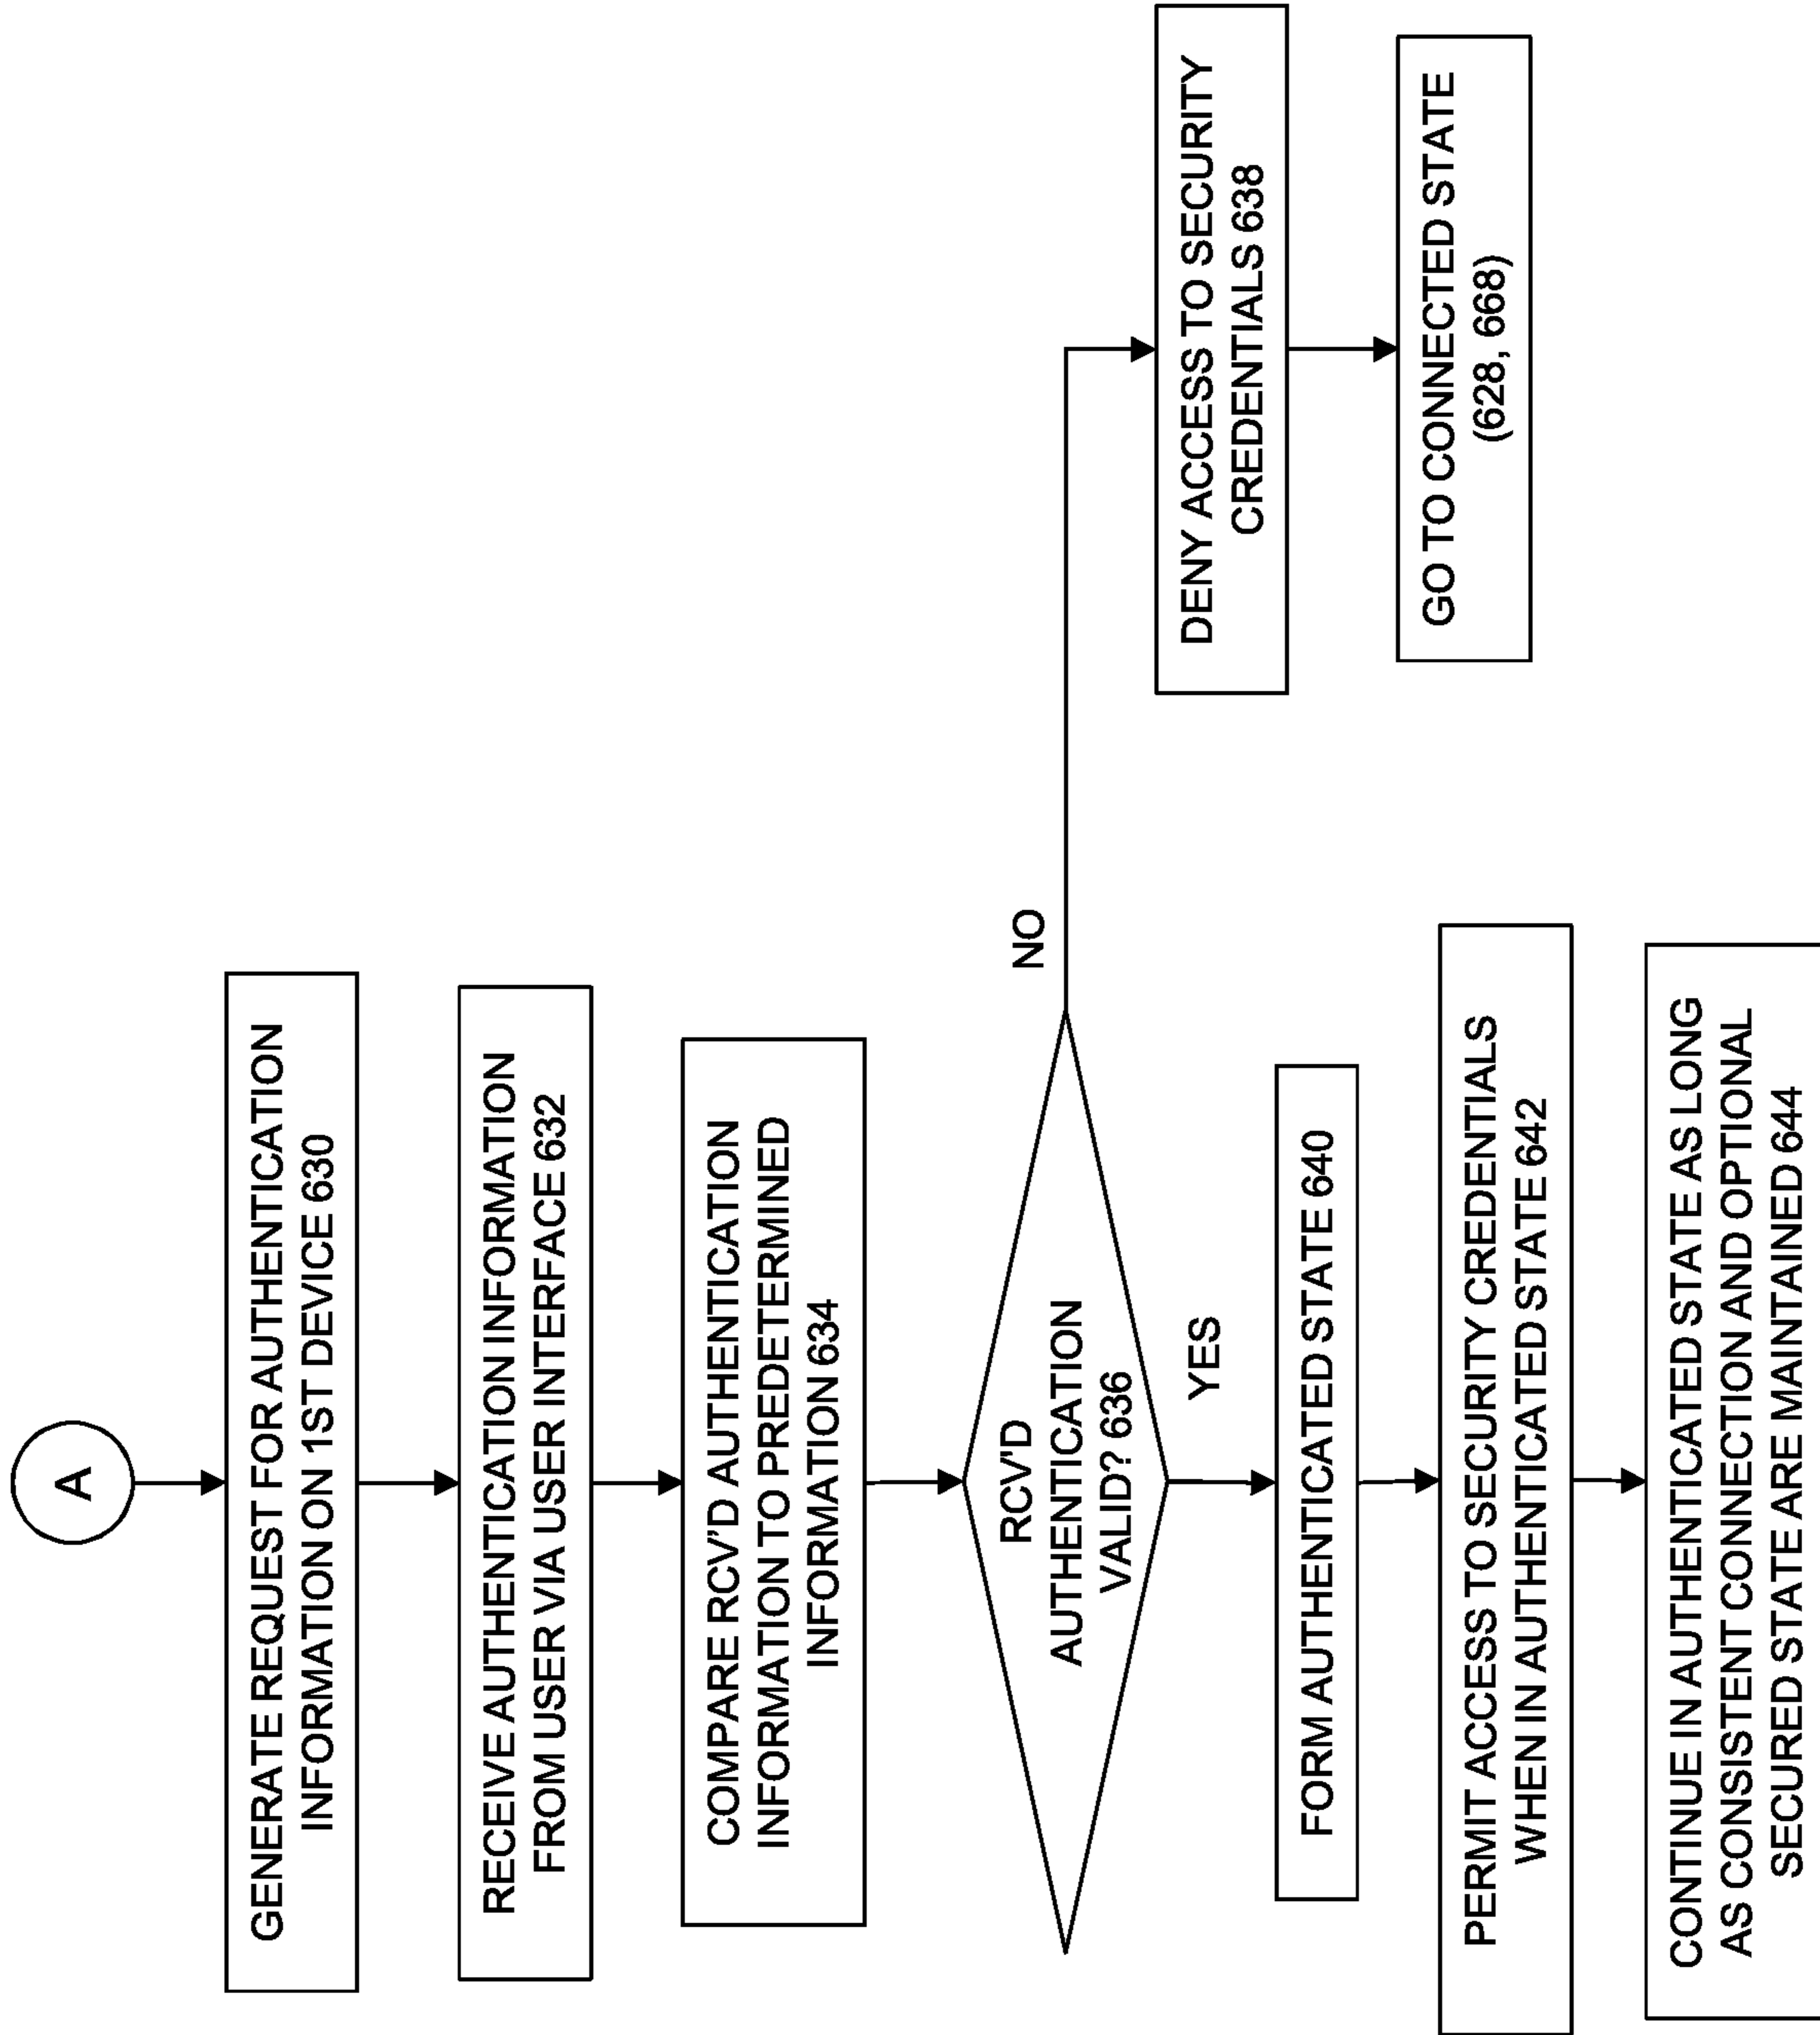 A
GENERATE REQUEST FOR AUTHENTICATION
INFORMATION ON 1ST DEVICE 630
RECEIVE AUTHENTICATION INFORMATION
FROM USER VIA USER INTERFACE 632
COMPARE RCV'D AUTHENTICATION
INFORMATION TO PREDETERMINED
INFORMATION 634
RCV'D
AUTHENTICATION
VALID? 636
NO
DENY ACCESS TO SECURITY
CREDENTIALS 638
GO TO CONNECTED STATE
(628, 668)
YES
FORM AUTHENTICATED STATE 640
PERMIT ACCESS TO SECURITY CREDENTIALS
WHEN IN AUTHENTICATED STATE 642
CONTINUE IN AUTHENTICATED STATE AS LONG
AS CONSISTENT CONNECTION AND OPTIONAL
SECURED STATE ARE MAINTAINED 644